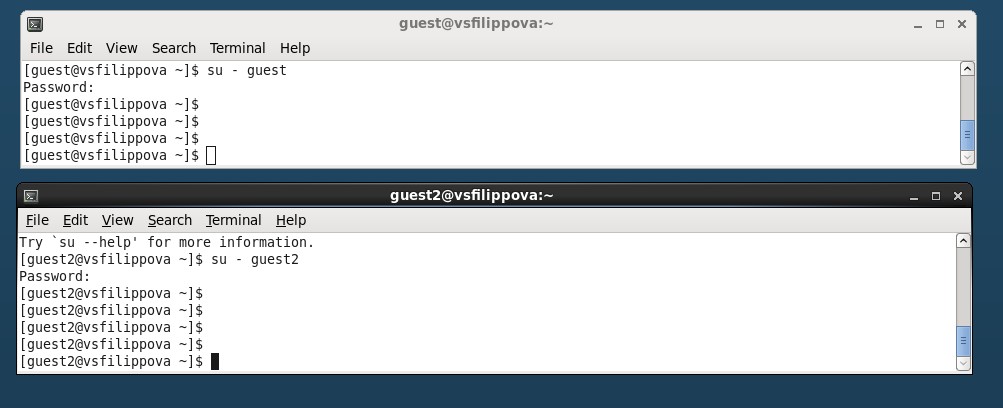 guest@vsfilippova:~
File Edit View Search Terminal Help
[guest@vsfilippova ~]$ su - guest
Password:
[guest@vsfilippova ~]$
[guest@vsfilippova ~]$
[guest@vsfilippova ~]$
[guest@vsfilippova ~]$
guest2@vsfilippova:~
File Edit View Search Terminal Help
Try `su --help' for more information.
[guest2@vsfilippova ~]$ su - guest2
Password:
[guest2@vsfilippova ~]$
[guest2@vsfilippova ~]$
[guest2@vsfilippova ~]$
[guest2@vsfilippova ~]$
[guest2@vsfilippova ~]$